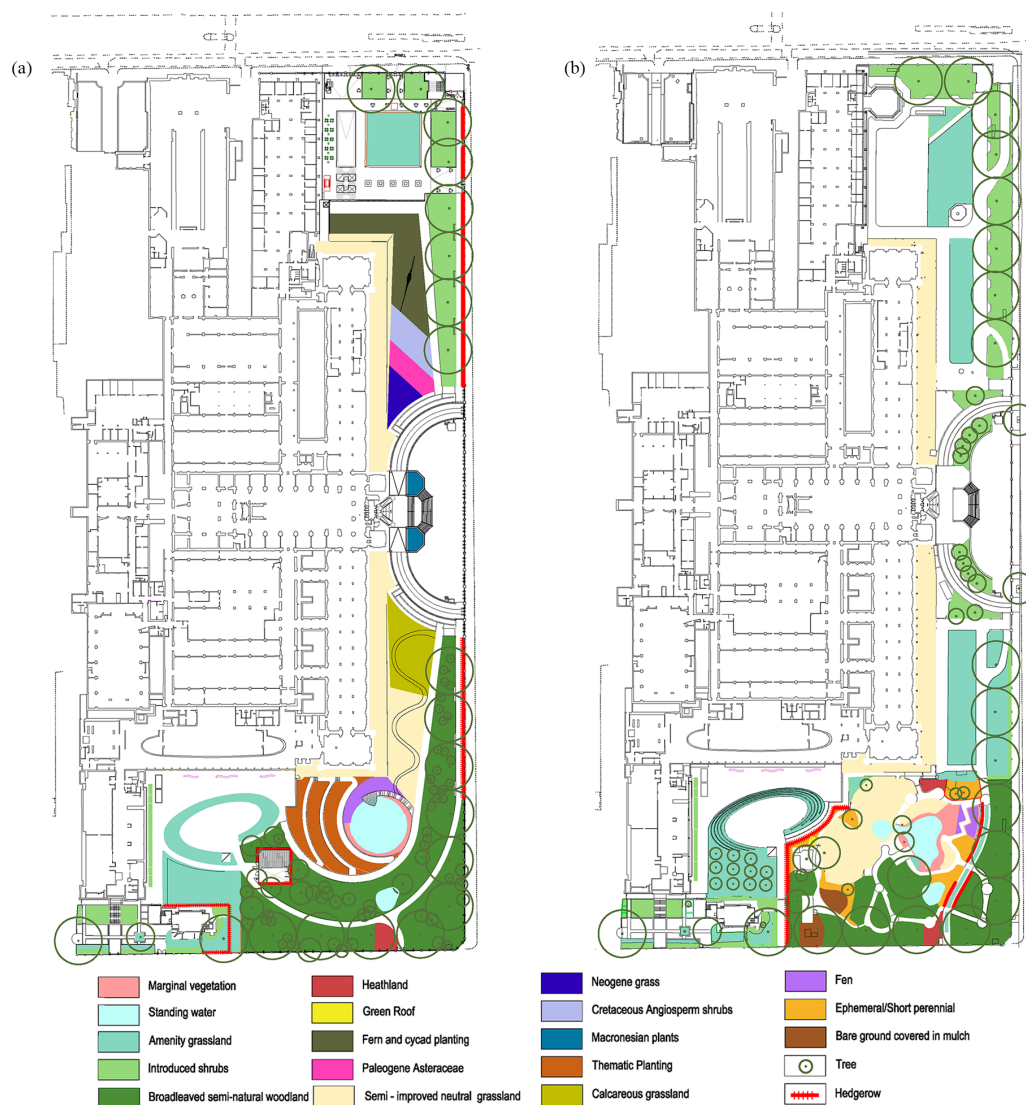 (a)
(b)
Marginal vegetation
Standing water
Amenity grassland
Introduced shrubs
Broadleaved semi-natural woodland
Heathland
Green Roof
Fern and cycad planting
Paleogene Asteraceae
Semi - improved neutral grassland
Neogene grass
Cretaceous Angiosperm shrubs
Macronesian plants
Thematic Planting
Calcareous grassland
Fen
Ephemeral/Short perennial
Bare ground covered in mulch
Tree
Hedgerow